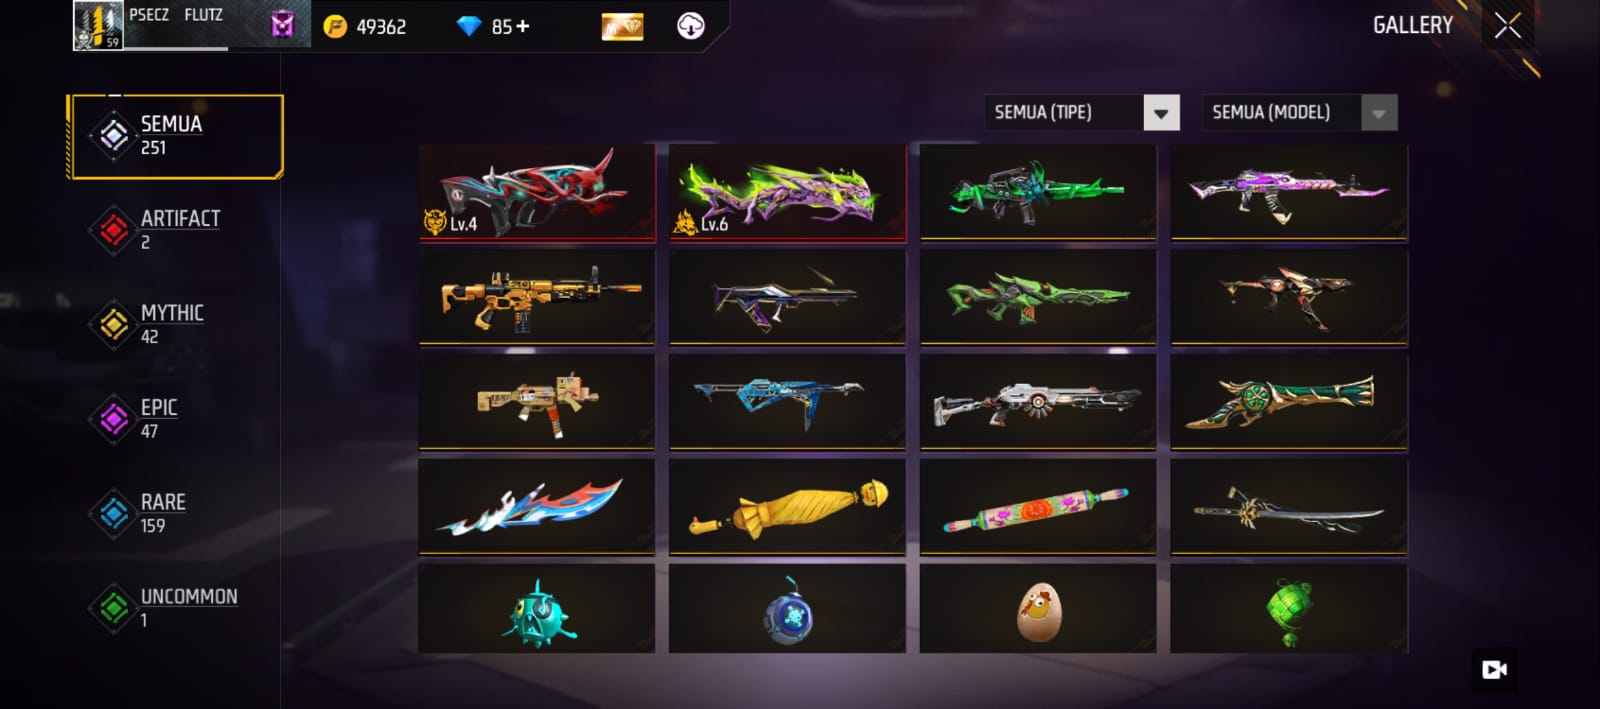 PSECZ FLUTZ
59
49362
85+
M
GALLERY
SEMUA
251
ARTIFACT
2
MYTHIC
42
EPIC
47
RARE
159
UNCOMMON
1
SEMUA (TIPE)
SEMUA (MODEL)
Lv.4
Lv.6